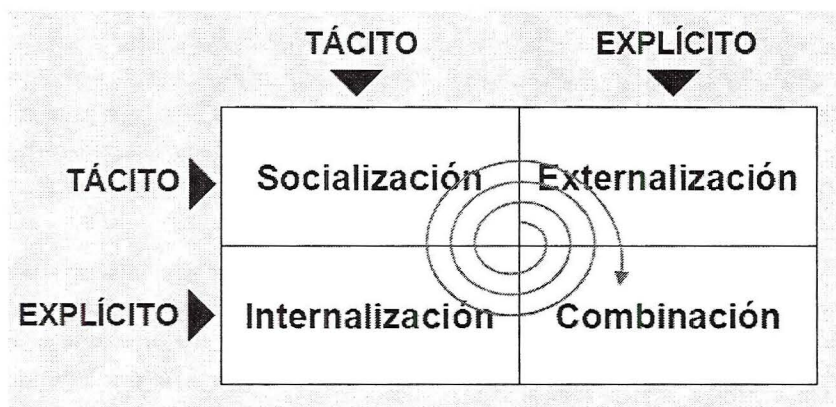 TÁCITO EXPLÍCITO
TÁCITO Socialización Externalización
EXPLÍCITO Internalización Combinación